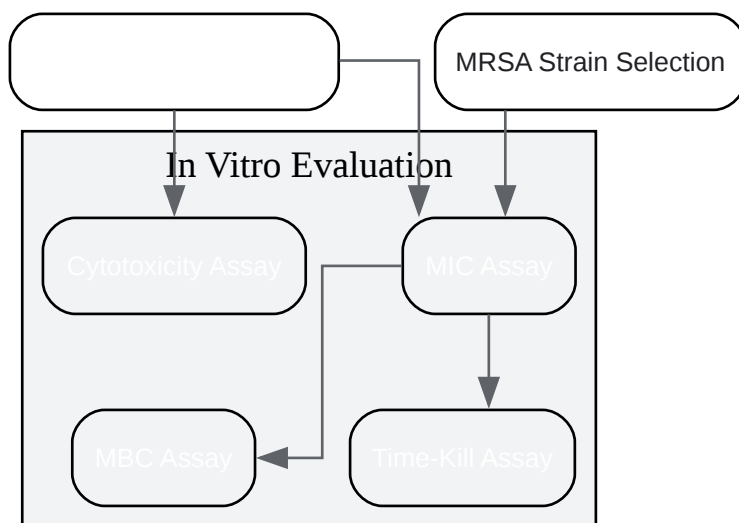 MRSA Strain Selection
In Vitro Evaluation
Cytotoxicity Assay
MIC Assay
MBC Assay
Time-Kill Assay